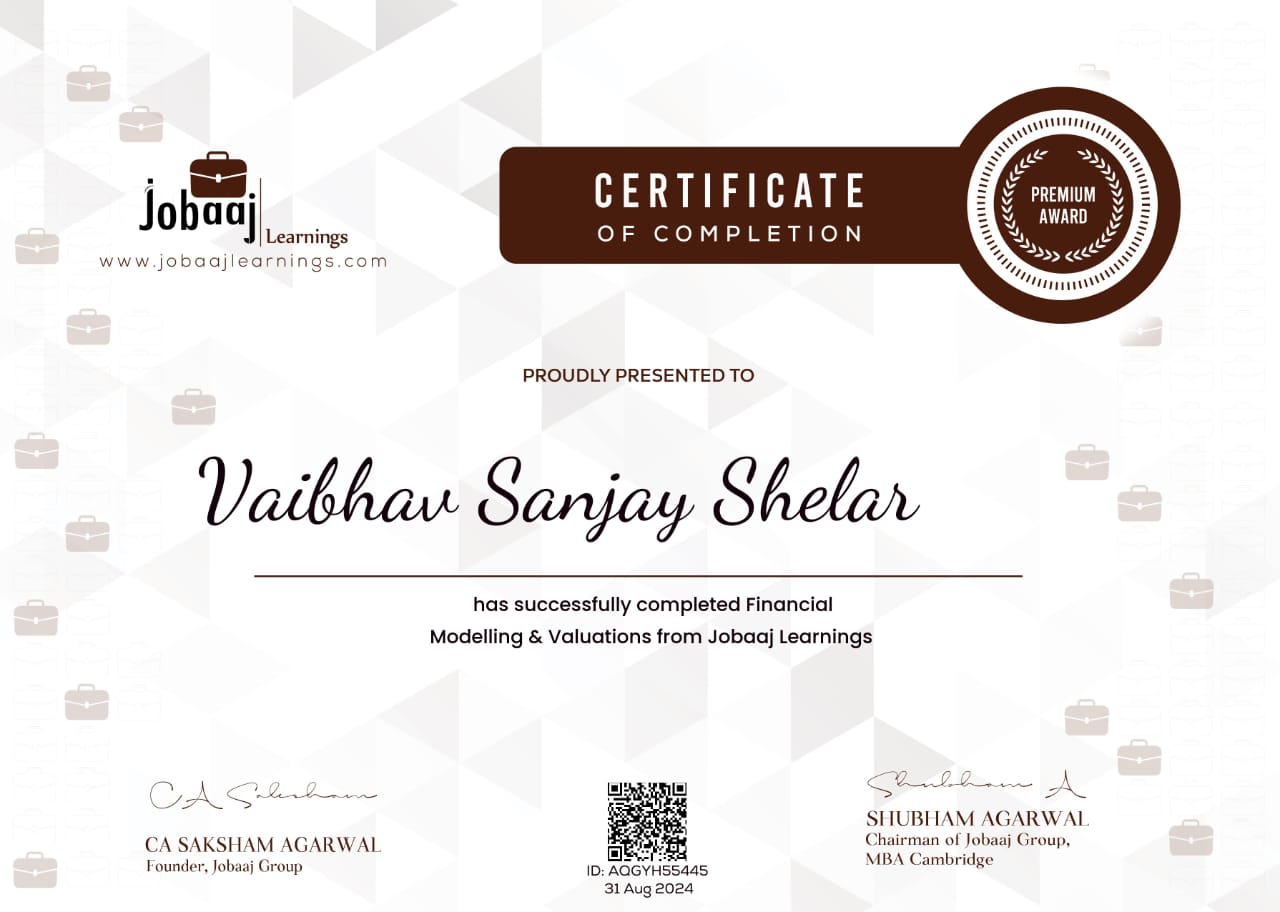 Jobaaj
Learnings
www.jobaajlearnings.com
CERTIFICATE
OF COMPLETION
PREMIUM
AWARD
PROUDLY PRESENTED TO
Vaibhav Sanjay Shelar
has successfully completed Financial
Modelling & Valuations from Jobaaj Learnings
CA Saksham
CA SAKSHAM AGARWAL
Founder, Jobaaj Group
ID: AQGYH55445
31 Aug 2024
Shubham A
SHUBHAM AGARWAL
Chairman of Jobaaj Group,
MBA Cambridge